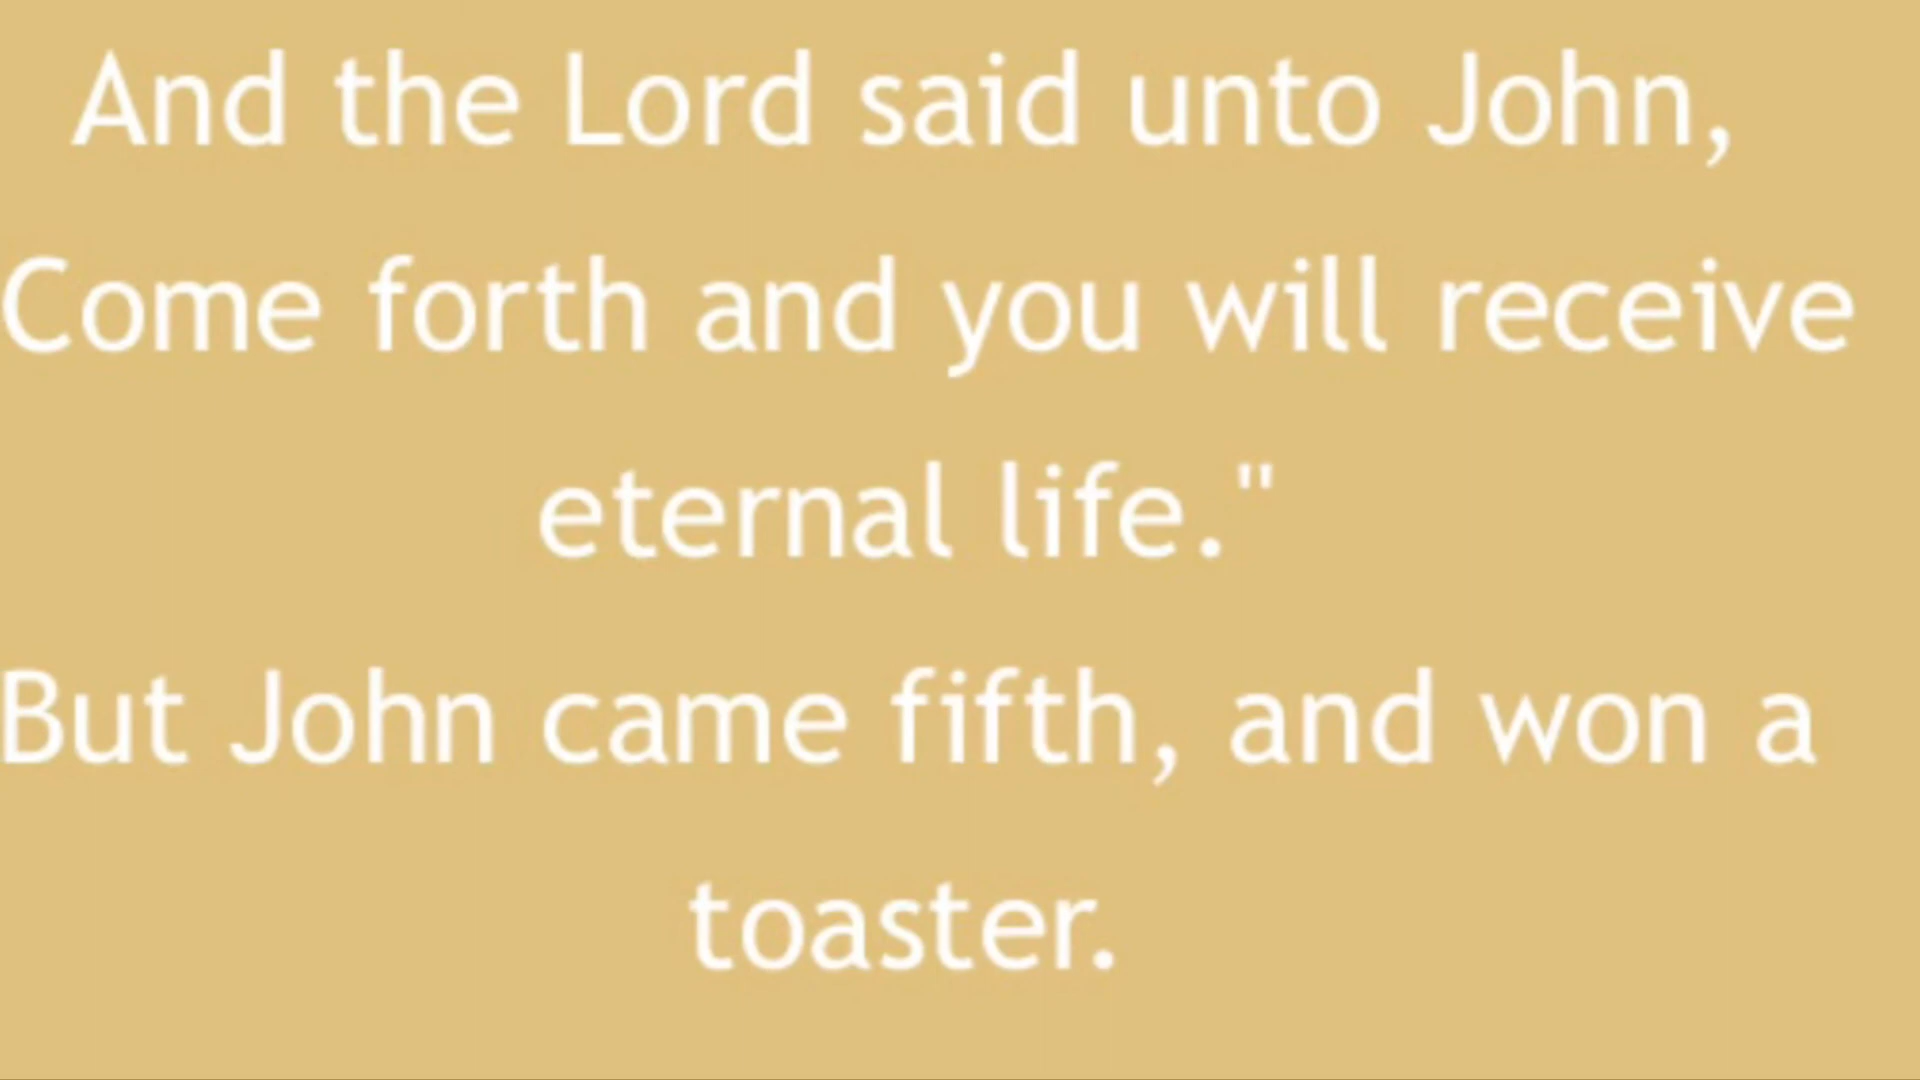 And the Lord said unto John,
Come forth and you will receive
eternal life."
But John came fifth, and won a
toaster.